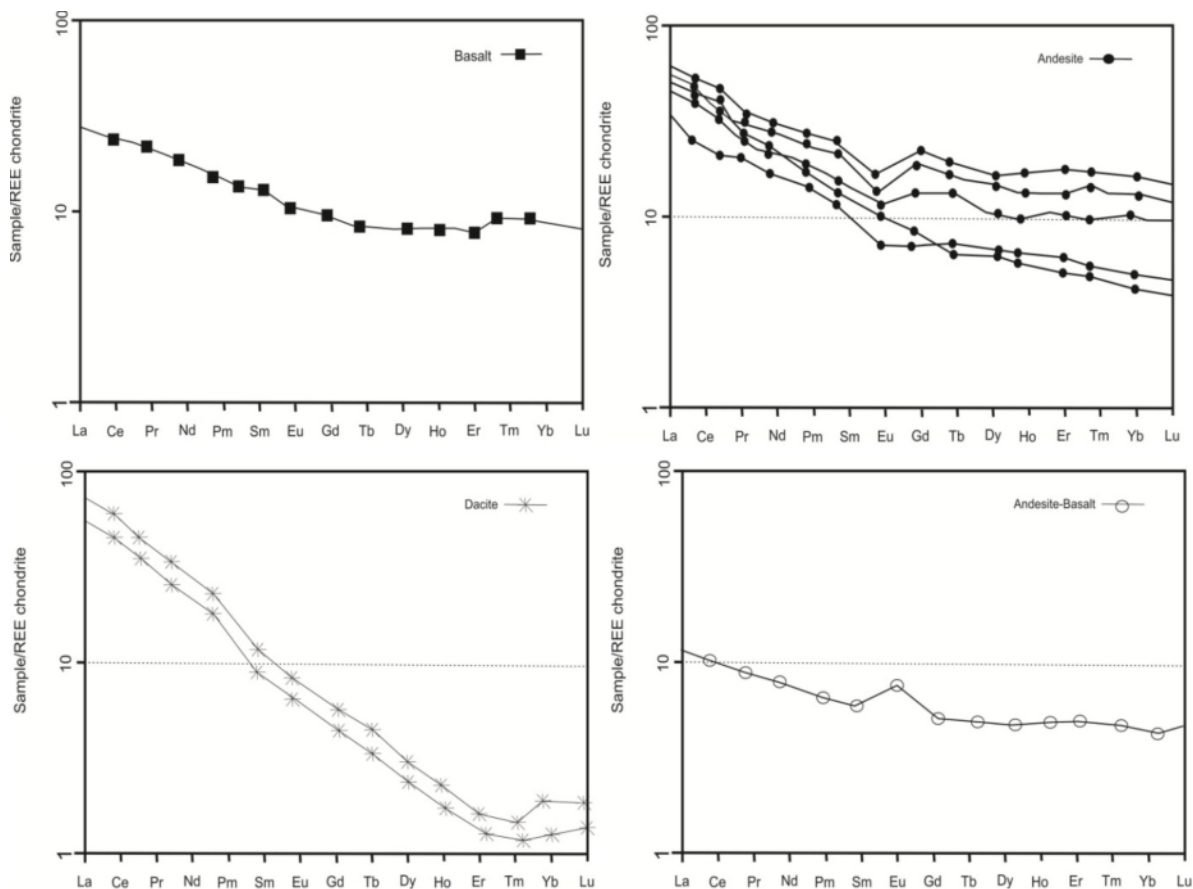 100
Sample/REE chondrite
10
1
Basalt
La Ce Pr Nd Pm Sm Eu Gd Tb Dy Ho Er Tm Yb Lu
100
Sample/REE chondrite
10
1
Andesite
La Ce Pr Nd Pm Sm Eu Gd Tb Dy Ho Er Tm Yb Lu
100
Sample/REE chondrite
10
1
Dacite
La Ce Pr Nd Pm Sm Eu Gd Tb Dy Ho Er Tm Yb Lu
100
Sample/REE chondrite
10
1
Andesite-Basalt
La Ce Pr Nd Pm Sm Eu Gd Tb Dy Ho Er Tm Yb Lu